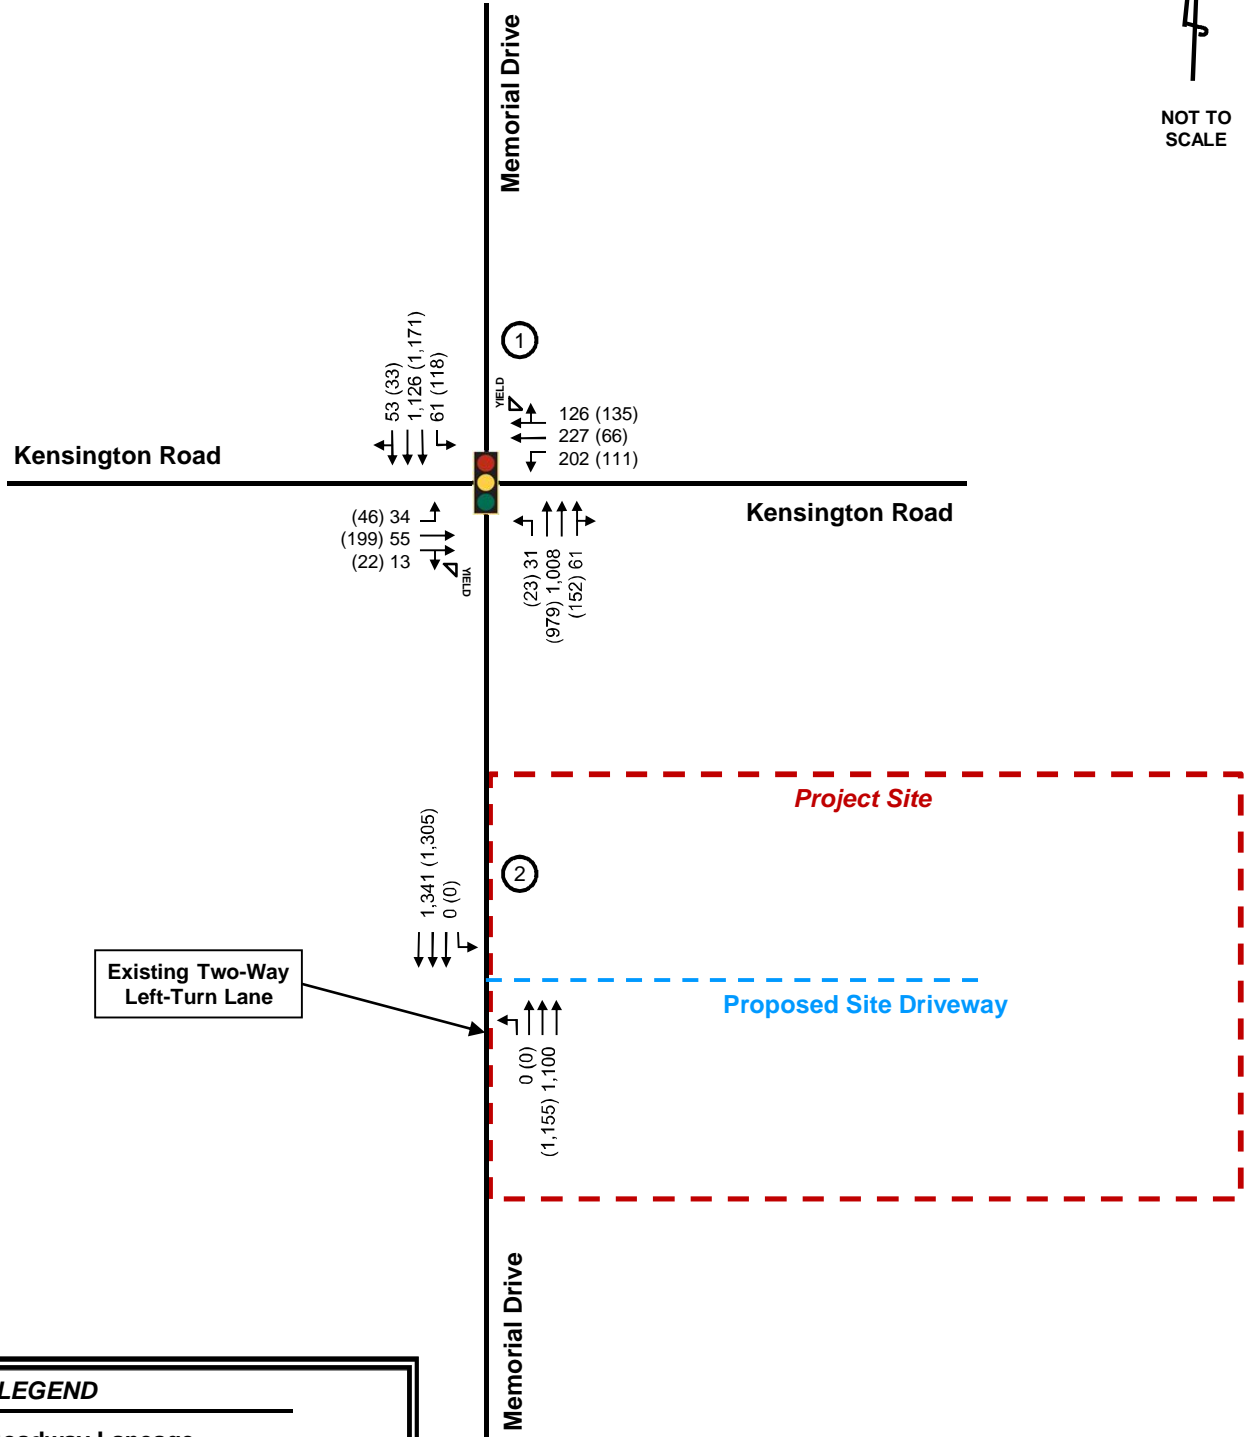 Memorial Drive
NOT TO
SCALE
1
53 (33)
1,126 (1,171)
61 (118)
YIELD
126 (135)
227 (66)
202 (111)
Kensington Road
Kensington Road
(46) 34
(199) 55
(22) 13
YIELD
(23) 31
(979) 1,008
(152) 61
Project Site
2
1,341 (1,305)
0 (0)
Existing Two-Way
Left-Turn Lane
Proposed Site Driveway
0 (0)
(1,155) 1,100
Memorial Drive
LEGEND